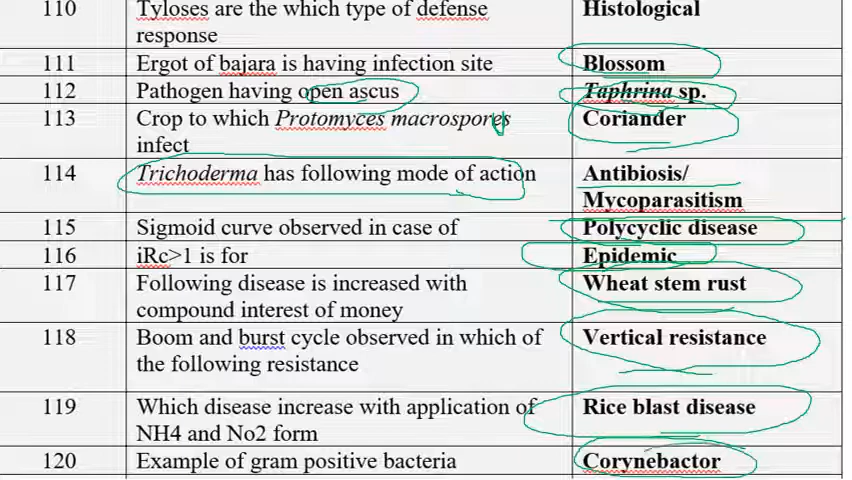 110 Tyloses are the which type of defense Histological
response
111 Ergot of bajara is having infection site Blossom
112 Pathogen having open ascus Taphrina sp.
113 Crop to which Protomyces macrospores Coriander
infect
114 Trichoderma has following mode of action Antibiosis/
Mycoparasitism
115 Sigmoid curve observed in case of Polycyclic disease
116 iRc>1 is for Epidemic
117 Following disease is increased with Wheat stem rust
compound interest of money
118 Boom and burst cycle observed in which of Vertical resistance
the following resistance
119 Which disease increase with application of Rice blast disease
NH4 and No2 form
120 Example of gram positive bacteria Corynebactor